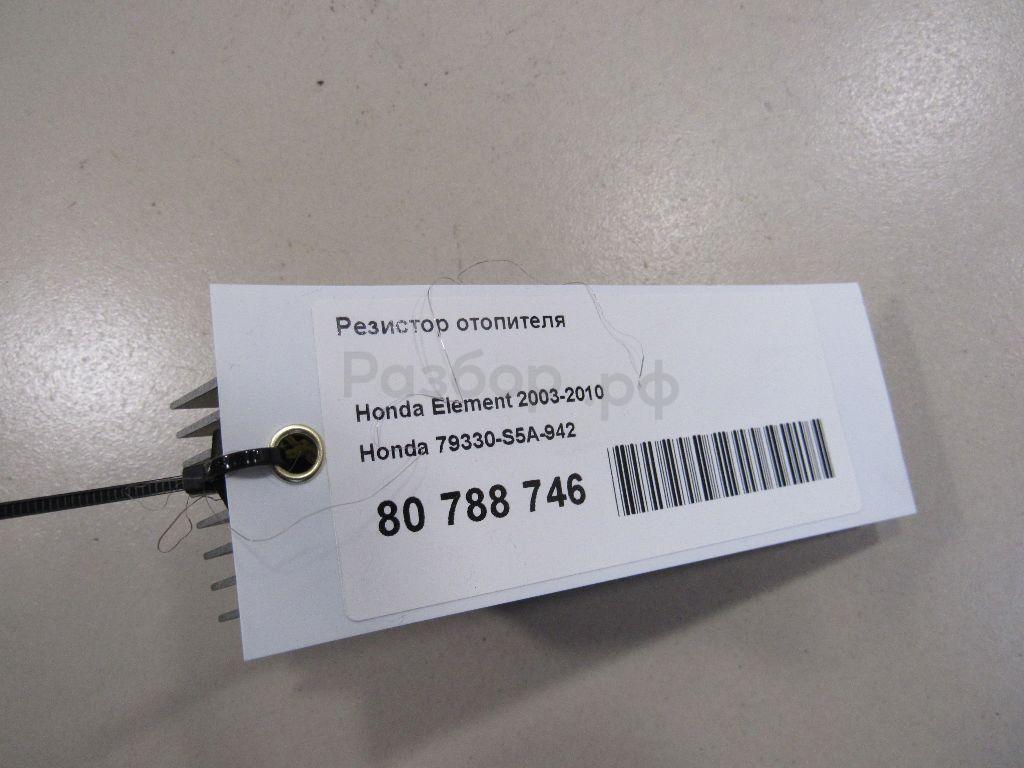 Резистор отопителя
Разбор.рф
Honda Element 2003-2010
Honda 79330-S5A-942
80 788 746